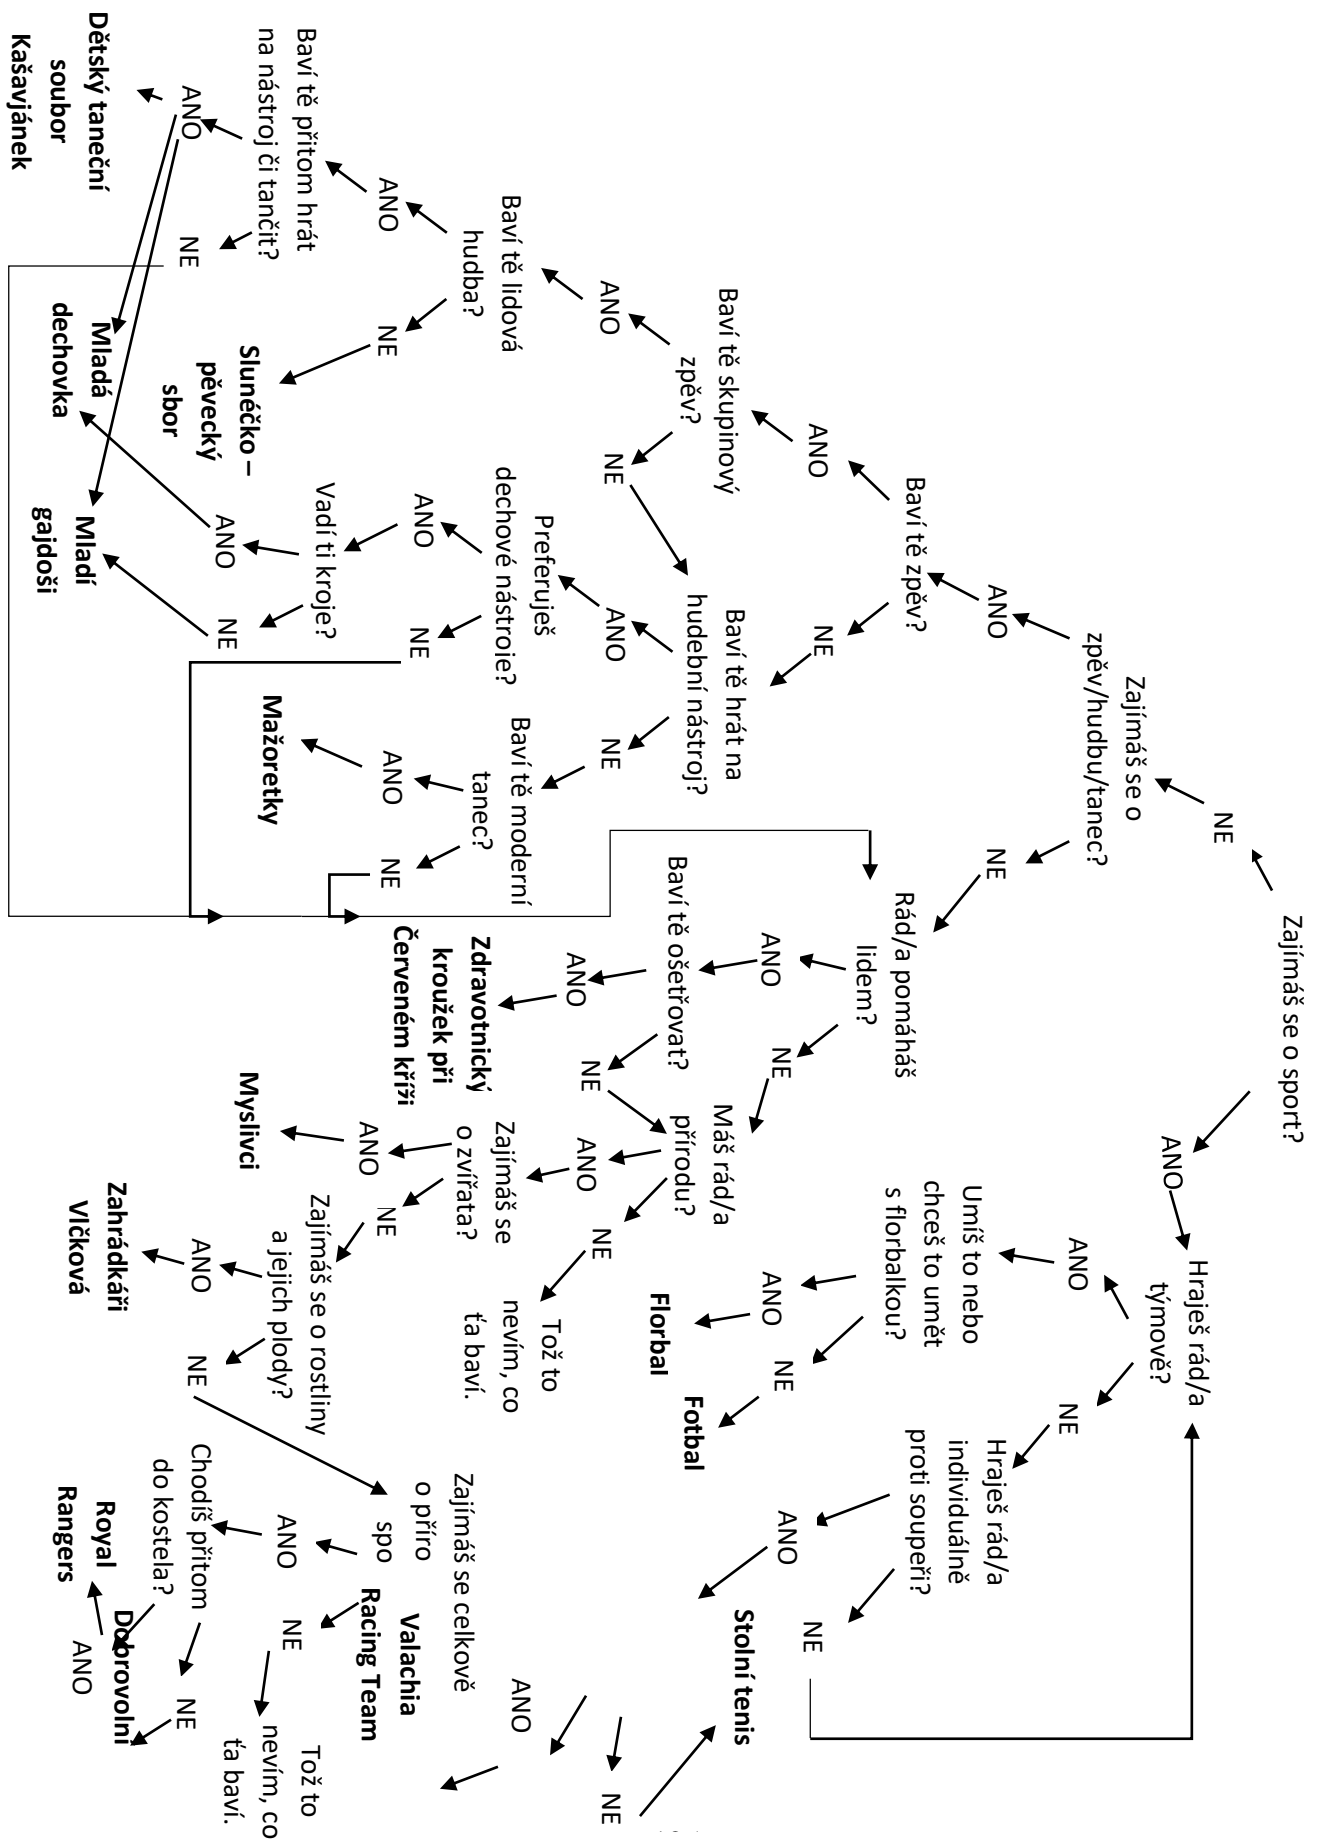 Zajímáš se o sport?
NE
ANO
Zajímáš se o
zpěv/hudbu/tanec?
Hraješ rád/a
týmově?
ANO
NE
ANO
NE
Baví tě zpěv?
Rád/a pomáháš
lidem?
Umíš to nebo
chceš to umět
s florbalkou?
Hraješ rád/a
individuálně
proti soupeři?
ANO
NE
ANO
NE
ANO
NE
ANO
NE
Baví tě skupinový
zpěv?
Baví tě hrát na
hudební nástroj?
Baví tě ošetřovat?
Máš rád/a
přírodu?
Florbal
Fotbal
Stolní tenis
ANO
NE
ANO
NE
ANO
NE
ANO
NE
NE
Baví tě lidová
hudba?
Preferuješ
dechové nástroje?
Baví tě moderní
tanec?
Zdravotnický
kroužek při
Červeném kříži
Zajímáš se
o zvířata?
Tož to
nevím, co
ťa baví.
ANO
Zajímáš se celkově
o příro
spo
Valachia
Racing Team
ANO
NE
ANO
NE
ANO
NE
ANO
NE
Baví tě přitom hrát
na nástroj či tančit?
Slunéčko –
pěvecký
sbor
Vadí ti kroje?
Mažoretky
Myslivci
Zajímáš se o rostliny
a jejich plody?
ANO
NE
Tož to
nevím, co
ťa baví.
ANO
NE
ANO
NE
ANO
NE
Chodíš přitom
do kostela?
NE
Dětský taneční
soubor
Kašavjánek
Mladá
dechovka
Mladí
gajdoši
Zahrádkáři
Vlčková
Royal
Rangers
Dobrovolní
ANO